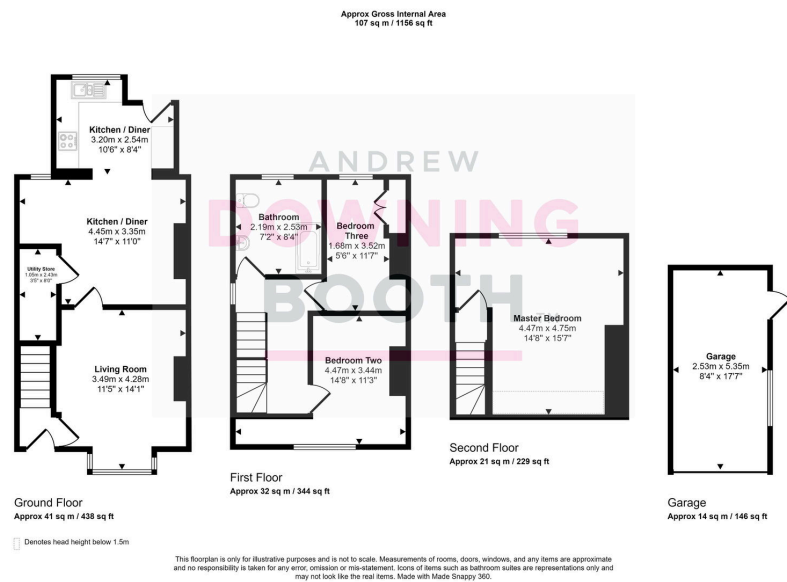 Approx Gross Internal Area
107 sq m / 1156 sq ft
Kitchen / Diner
3.20m x 2.54m
10'6" x 8'4"
Kitchen / Diner
4.45m x 3.35m
14'7" x 11'0"
Utility Store
1.05m x 2.43m
3'5" x 8'0"
Living Room
3.49m x 4.28m
11'5" x 14'1"
Ground Floor
Approx 41 sq m / 438 sq ft
Denotes head height below 1.5m
ANDREW
DOWNING
BOOTH
Bathroom
2.19m x 2.53m
7'2" x 8'4"
Bedroom
Three
1.68m x 3.52m
5'6" x 11'7"
Bedroom Two
4.47m x 3.44m
14'8" x 11'3"
First Floor
Approx 32 sq m / 344 sq ft
Master Bedroom
4.47m x 4.75m
14'8" x 15'7"
Second Floor
Approx 21 sq m / 229 sq ft
Garage
2.53m x 5.35m
8'4" x 17'7"
Garage
Approx 14 sq m / 146 sq ft
This floorplan is only for illustrative purposes and is not to scale. Measurements of rooms, doors, windows, and any items are approximate
and no responsibility is taken for any error, omission or mis-statement. Icons of items such as bathroom suites are representations only and
may not look like the real items. Made with Made Snappy 360.